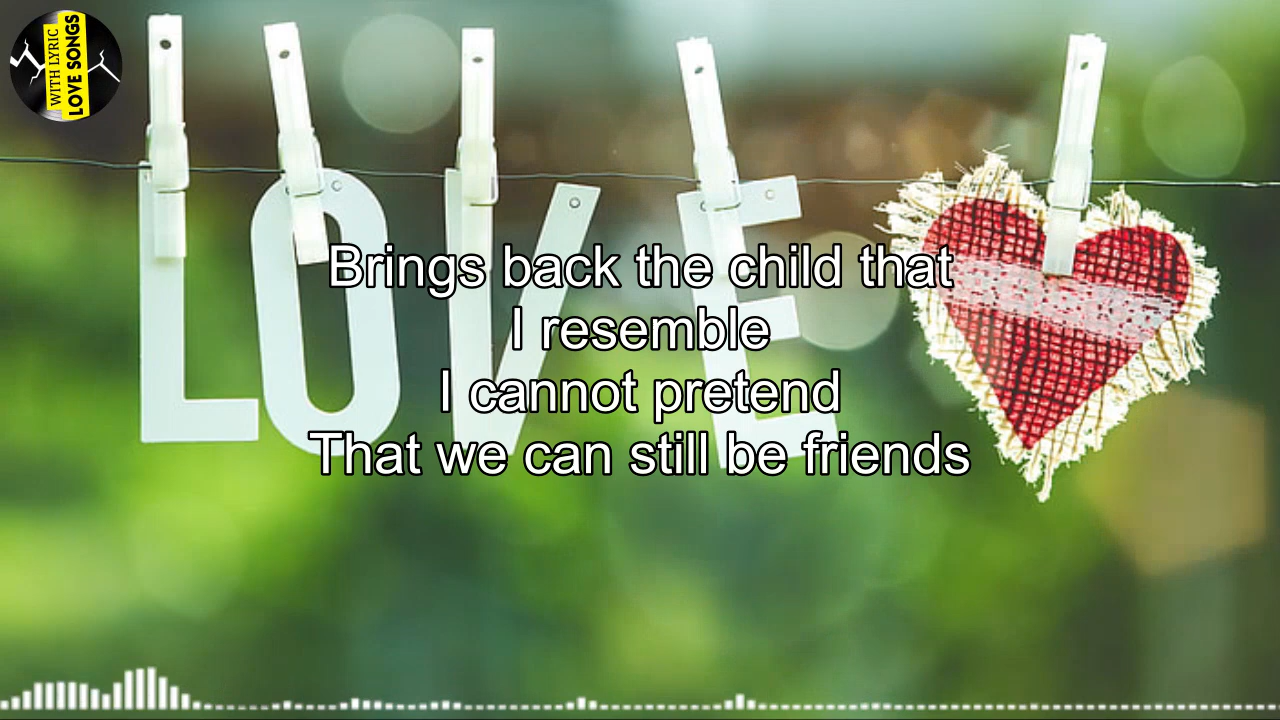 WITH LYRIC
LOVE SONGS
LOVE
Brings back the child that
I resemble
I cannot pretend
That we can still be friends